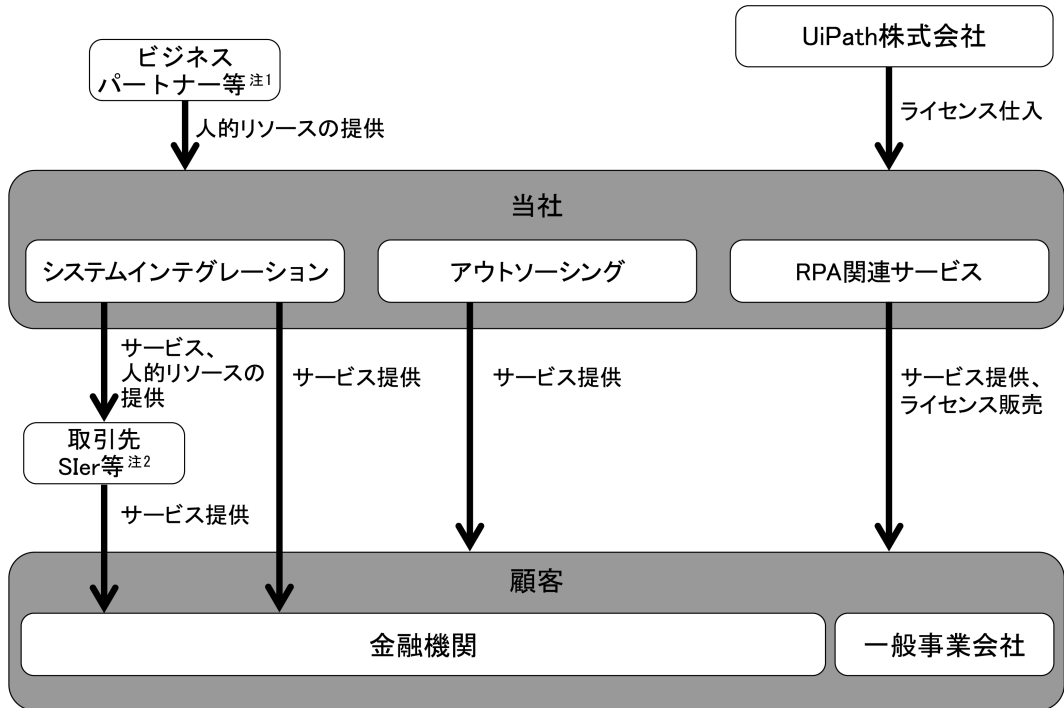 UiPath株式会社
ビジネス
パートナー等注1
ライセンス仕入
人的リソースの提供
当社
システムインテグレーション
アウトソーシング
RPA関連サービス
サービス、
人的リソースの
提供
サービス提供
サービス提供
サービス提供、
ライセンス販売
取引先
SIer等注2
サービス提供
顧客
金融機関
一般事業会社